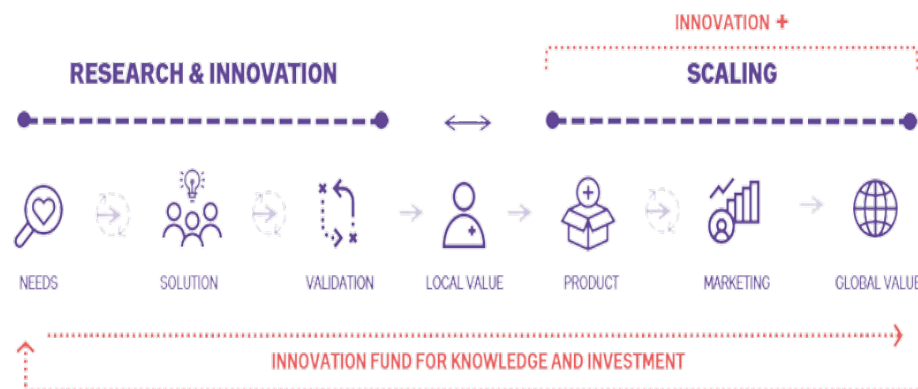 INNOVATION +
RESEARCH & INNOVATION
SCALING
NEEDS
SOLUTION
VALIDATION
LOCAL VALUE
PRODUCT
MARKETING
GLOBAL VALUE
INNOVATION FUND FOR KNOWLEDGE AND INVESTMENT